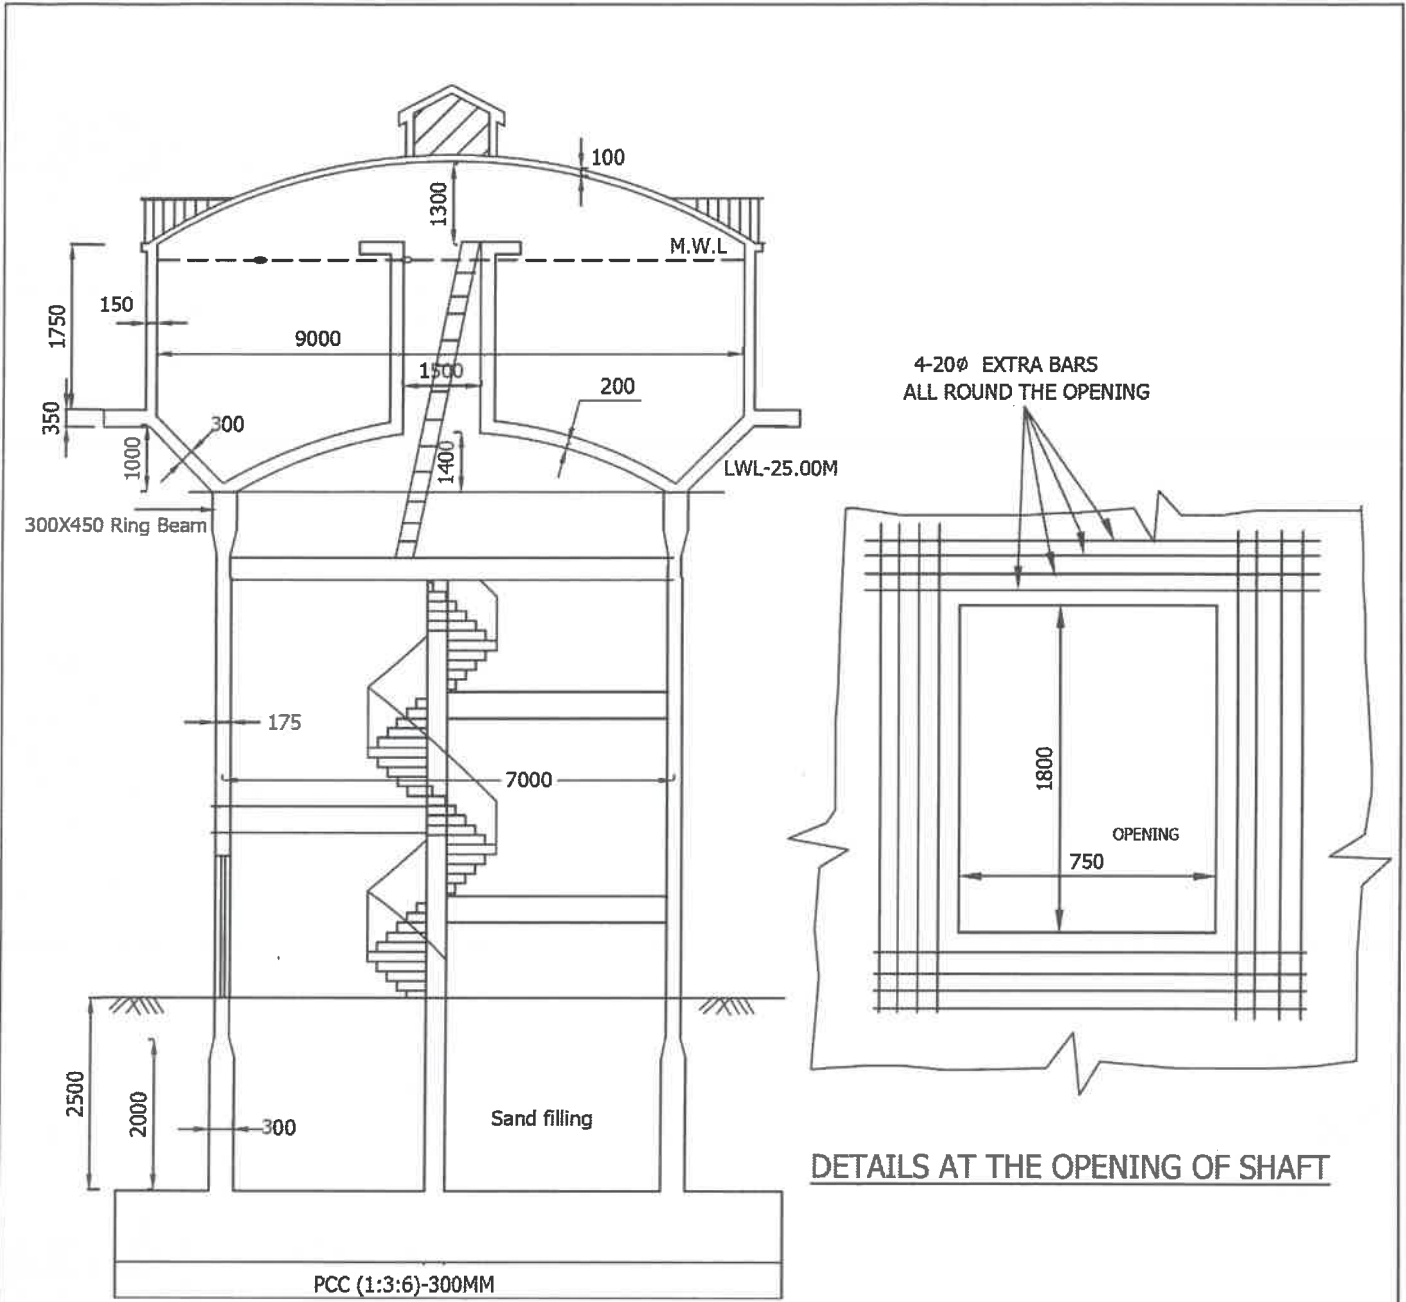 100
1300
M.W.L
150
1750
9000
1500
200
350
300
1000
1400
LWL-25.00M
300X450 Ring Beam
175
7000
2500
2000
300
Sand filling
PCC (1:3:6)-300MM
4-20ø EXTRA BARS
ALL ROUND THE OPENING
1800
OPENING
750
DETAILS AT THE OPENING OF SHAFT